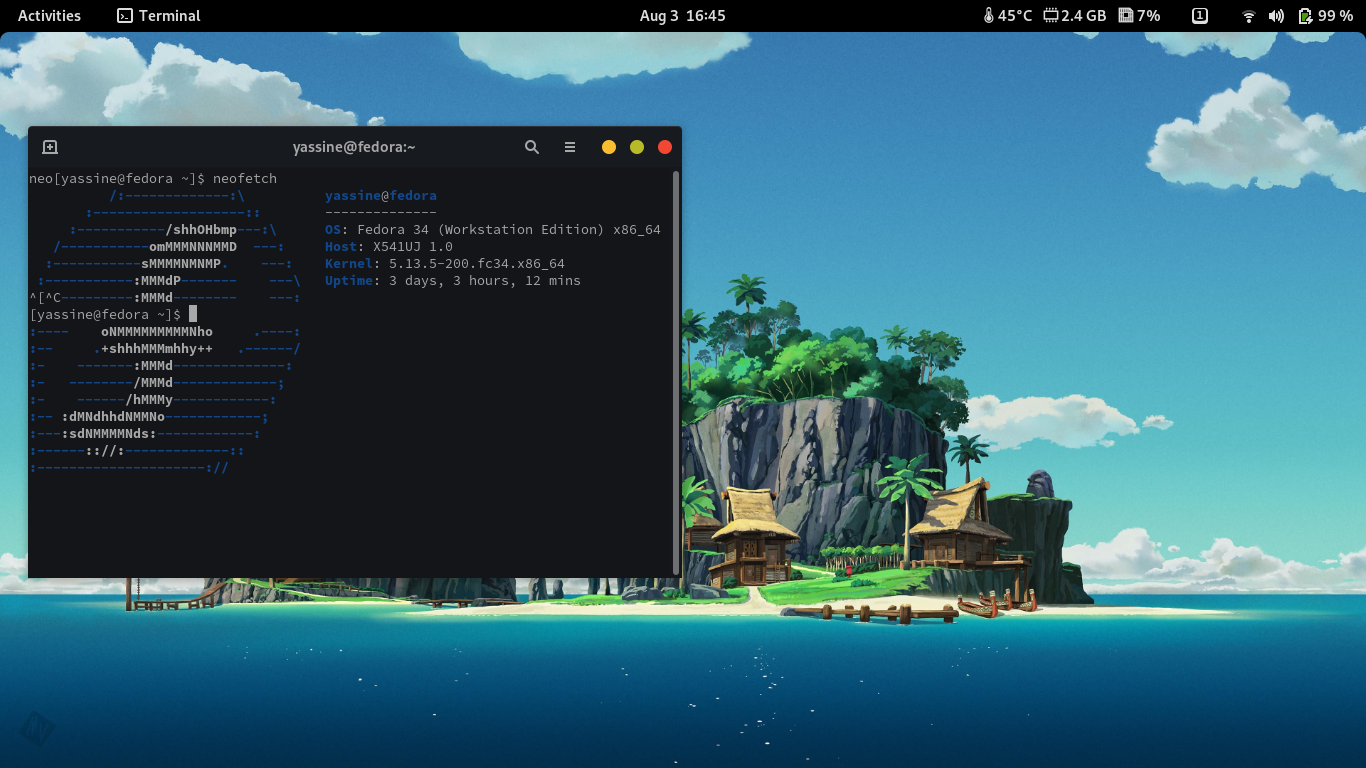 Activities Terminal Aug 3 16:45 45°C 2.4 GB 7% 1 99 %
yassine@fedora:~
neo[yassine@fedora ~]$ neofetch
/:-------------:\ yassine@fedora
:-------------------:: --------------
:-----------/shhOHbmp---:\ OS: Fedora 34 (Workstation Edition) x86_64
/-----------omMMMNNNMMD ---: Host: X541UJ 1.0
:-----------sMMMMNMNMP. ---: Kernel: 5.13.5-200.fc34.x86_64
:-----------:MMMdP------- ---\ Uptime: 3 days, 3 hours, 12 mins
^[^C---------:MMMd-------- ---:
[yassine@fedora ~]$
:---- oNMMMMMMMMMNho .----:
:-- .+shhhMMMmhhy++ .------/
:- -------:MMMd--------------:
:- --------/MMMd-------------;
:- ------/hMMMy------------:
:-- :dMNdhhdNMMNo------------;
:---:sdNMMMMNds:------------:
:------:://:-------------::
:---------------------://